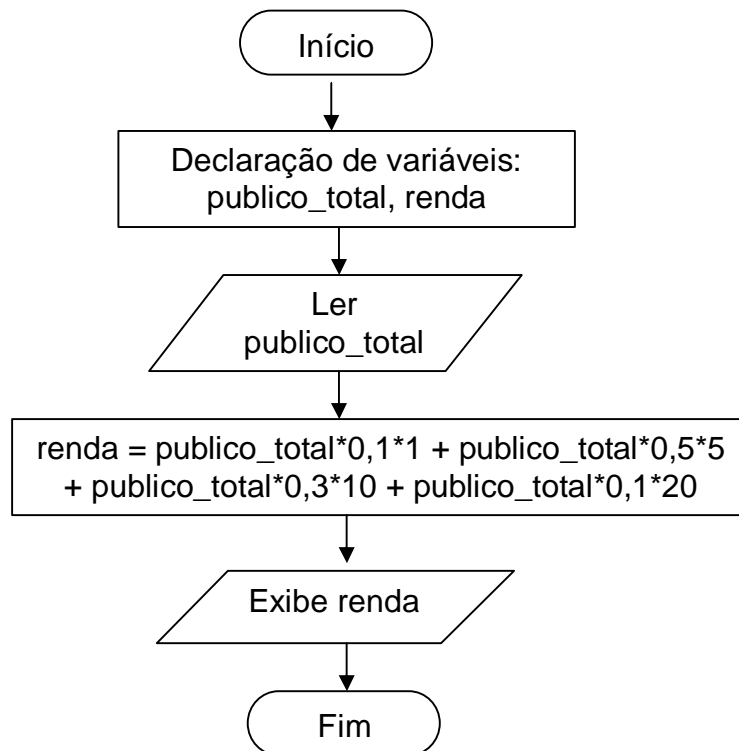 Início
Declaração de variáveis:
publico_total, renda
Ler
publico_total
renda = publico_total*0,1*1 + publico_total*0,5*5
+ publico_total*0,3*10 + publico_total*0,1*20
Exibe renda
Fim